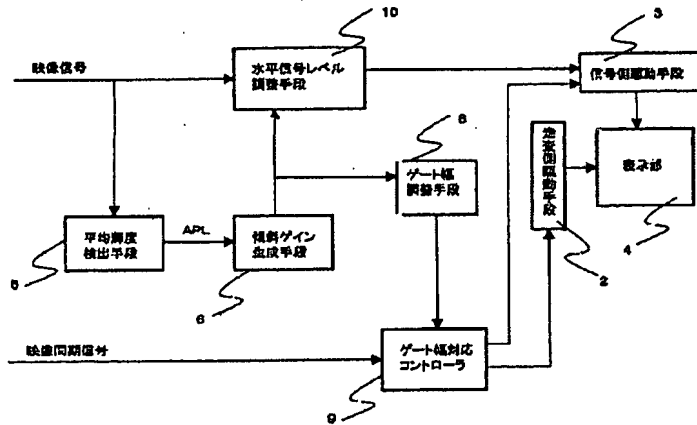 10
3
映像信号
水平信号レベル
調整手段
信号側駆動手段
8
走査側駆動手段
表示部
ゲート幅
調整手段
平均輝度
検出手段
APL
傾斜ゲイン
生成手段
5
6
2
4
映像同期信号
ゲート幅対応
コントローラ
9